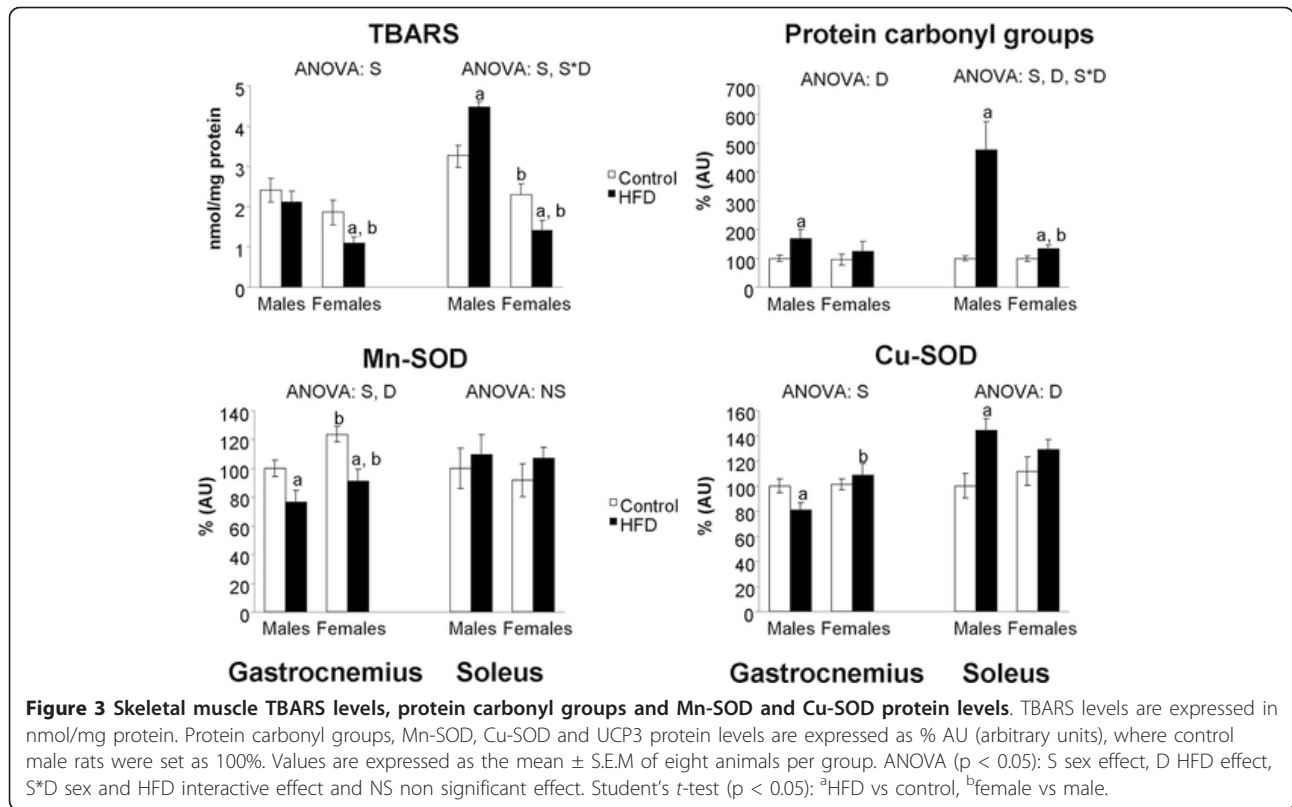 TBARS
ANOVA: S
ANOVA: S, S*D
nmol/mg protein
5
4
3
2
1
0
a
a, b
b
a, b
Males Females
Males Females
Control
HFD
Protein carbonyl groups
ANOVA: D
ANOVA: S, D, S*D
% (AU)
700
600
500
400
300
200
100
0
a
a
a, b
Males Females
Males Females
Mn-SOD
ANOVA: S, D
ANOVA: NS
% (AU)
140
120
100
80
60
40
20
0
a
b
a, b
Males Females
Males Females
Gastrocnemius
Soleus
Control
HFD
Cu-SOD
ANOVA: S
ANOVA: D
% (AU)
160
140
120
100
80
60
40
20
0
a
b
a
Males Females
Males Females
Gastrocnemius
Soleus
Figure 3 Skeletal muscle TBARS levels, protein carbonyl groups and Mn-SOD and Cu-SOD protein levels. TBARS levels are expressed in
nmol/mg protein. Protein carbonyl groups, Mn-SOD, Cu-SOD and UCP3 protein levels are expressed as % AU (arbitrary units), where control
male rats were set as 100%. Values are expressed as the mean ± S.E.M of eight animals per group. ANOVA (p < 0.05): S sex effect, D HFD effect,
S*D sex and HFD interactive effect and NS non significant effect. Student's t-test (p < 0.05): aHFD vs control, bfemale vs male.